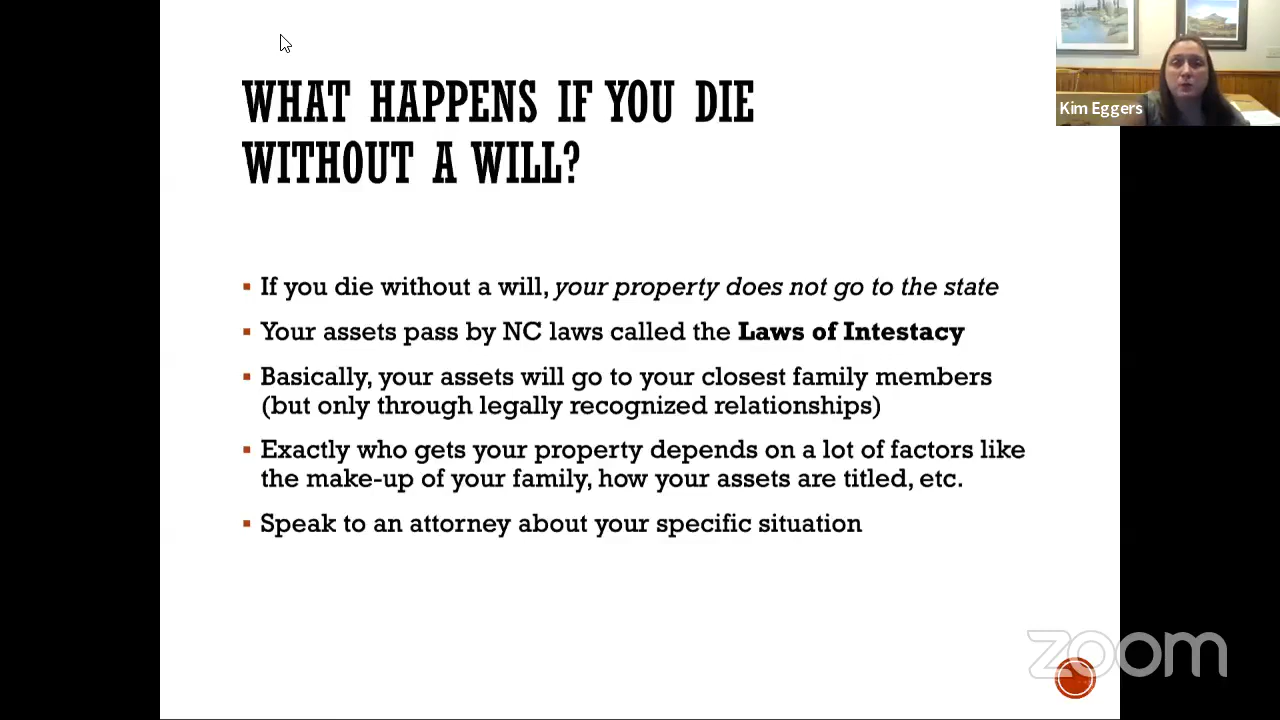 WHAT HAPPENS IF YOU DIE
WITHOUT A WILL?
Kim Eggers
▪ If you die without a will, your property does not go to the state
▪ Your assets pass by NC laws called the Laws of Intestacy
▪ Basically, your assets will go to your closest family members
(but only through legally recognized relationships)
▪ Exactly who gets your property depends on a lot of factors like
the make-up of your family, how your assets are titled, etc.
▪ Speak to an attorney about your specific situation
zoom